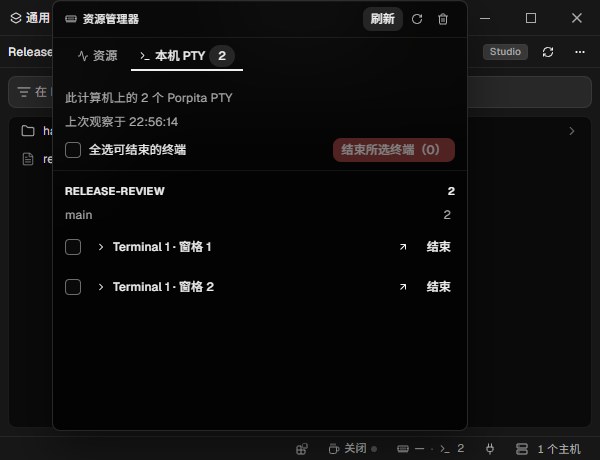 通用
资源管理器
刷新
Release
资源
本机 PTY
2
Studio
此计算机上的 2 个 Porpita PTY
上次观察于 22:56:14
全选可结束的终端
结束所选终端（0）
RELEASE-REVIEW 2
main 2
Terminal 1 · 窗格 1 结束
Terminal 1 · 窗格 2 结束
关闭
2
1 个主机